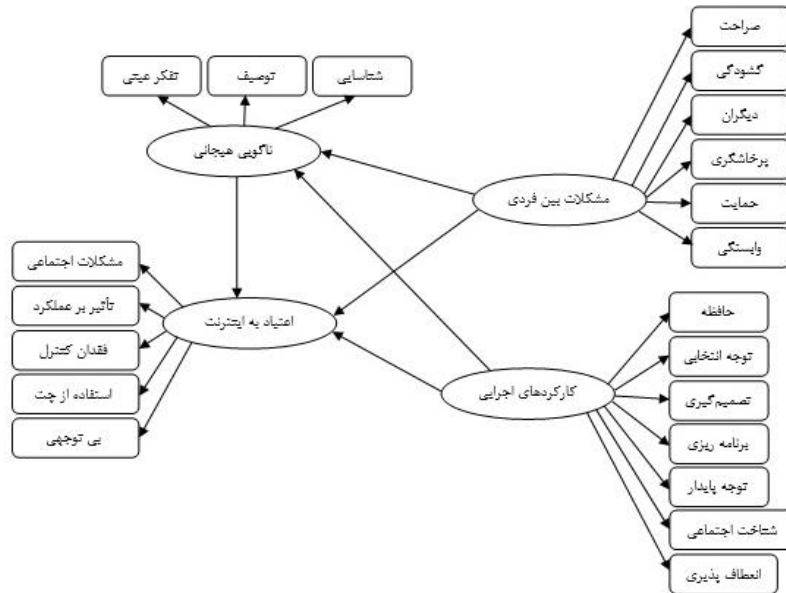 صراحت
گشودگی
دیگران
پرخاشگری
حمایت
وابستگی
مشکلات بین فردی
شناسایی
توصیف
تفکر عینی
ناگویی هیجانی
اعتیاد به اینترنت
مشکلات اجتماعی
تأثیر بر عملکرد
فقدان کنترل
استفاده از چت
بی توجهی
کارکردهای اجرایی
حافظه
توجه انتخابی
تصمیم‌گیری
برنامه ریزی
توجه پایدار
شناخت اجتماعی
انعطاف پذیری